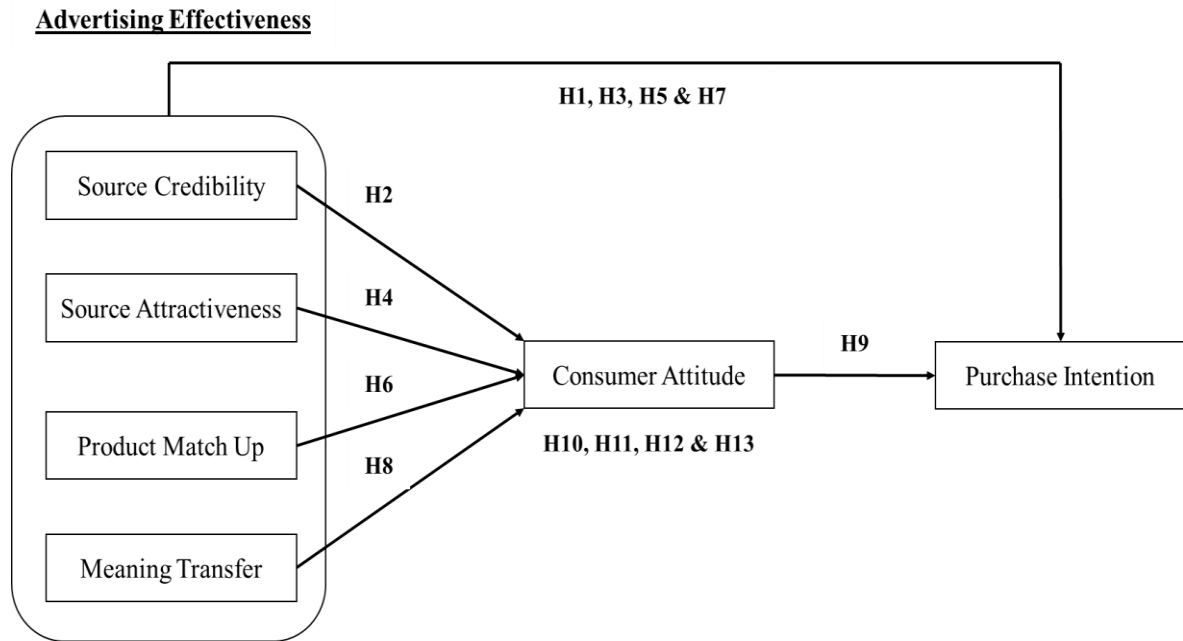 Advertising Effectiveness
H1, H3, H5 & H7
Source Credibility
H2
Source Attractiveness
H4
H6
Consumer Attitude
H9
Purchase Intention
Product Match Up
H8
H10, H11, H12 & H13
Meaning Transfer